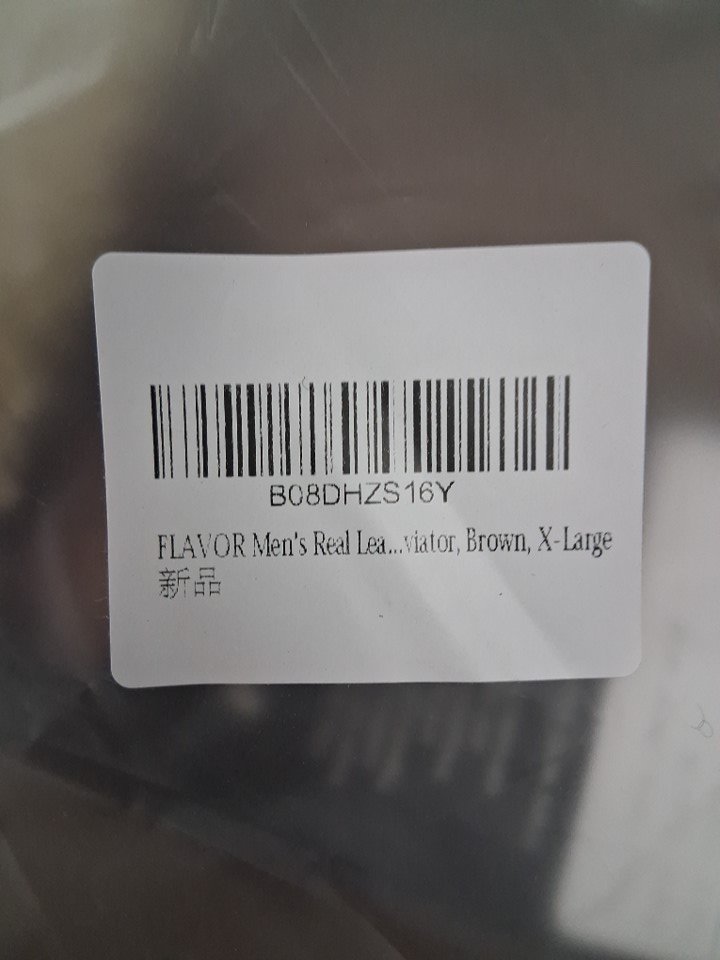 B08DHZS16Y
FLAVOR Men's Real Lea...viator, Brown, X-Large
新品